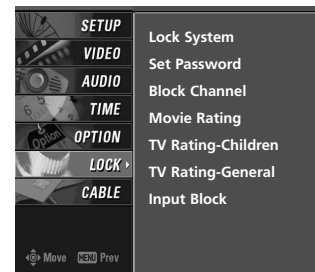 SETUP
VIDEO
AUDIO
TIME
OPTION
LOCK
CABLE
Lock System
Set Password
Block Channel
Movie Rating
TV Rating-Children
TV Rating-General
Input Block
Option
Move MENU Prev